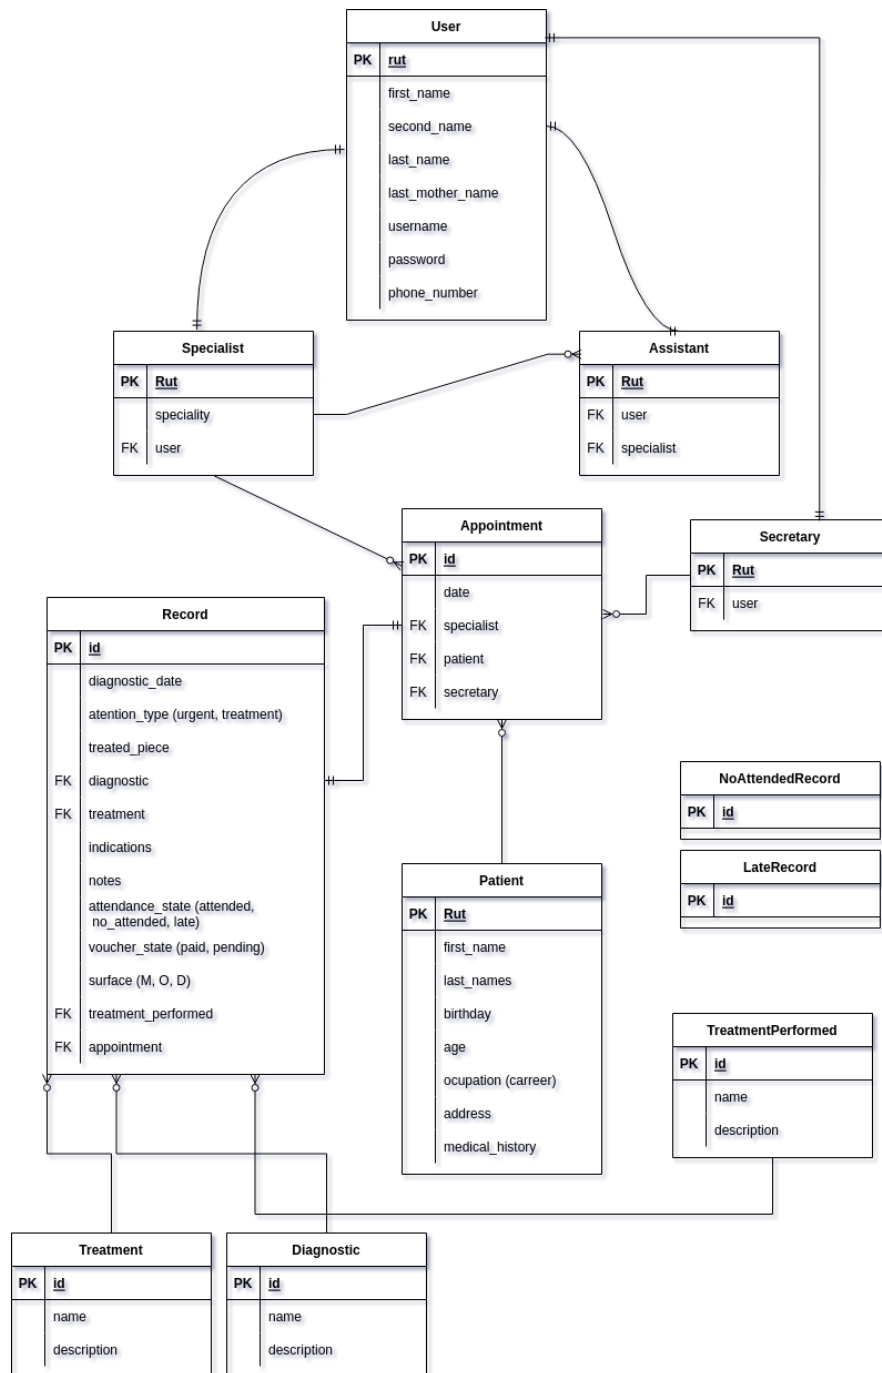 User
PK rut
first_name
second_name
last_name
last_mother_name
username
password
phone_number
Specialist
PK Rut
speciality
FK user
Assistant
PK Rut
FK user
FK specialist
Appointment
PK id
date
FK specialist
FK patient
FK secretary
Secretary
PK Rut
FK user
Record
PK id
diagnostic_date
atention_type (urgent, treatment)
treated_piece
FK diagnostic
FK treatment
indications
notes
attendance_state (attended,
no_attended, late)
voucher_state (paid, pending)
surface (M, O, D)
FK treatment_performed
FK appointment
NoAttendedRecord
PK id
LateRecord
PK id
Patient
PK Rut
first_name
last_names
birthday
age
ocupation (carreer)
address
medical_history
TreatmentPerformed
PK id
name
description
Treatment
PK id
name
description
Diagnostic
PK id
name
description